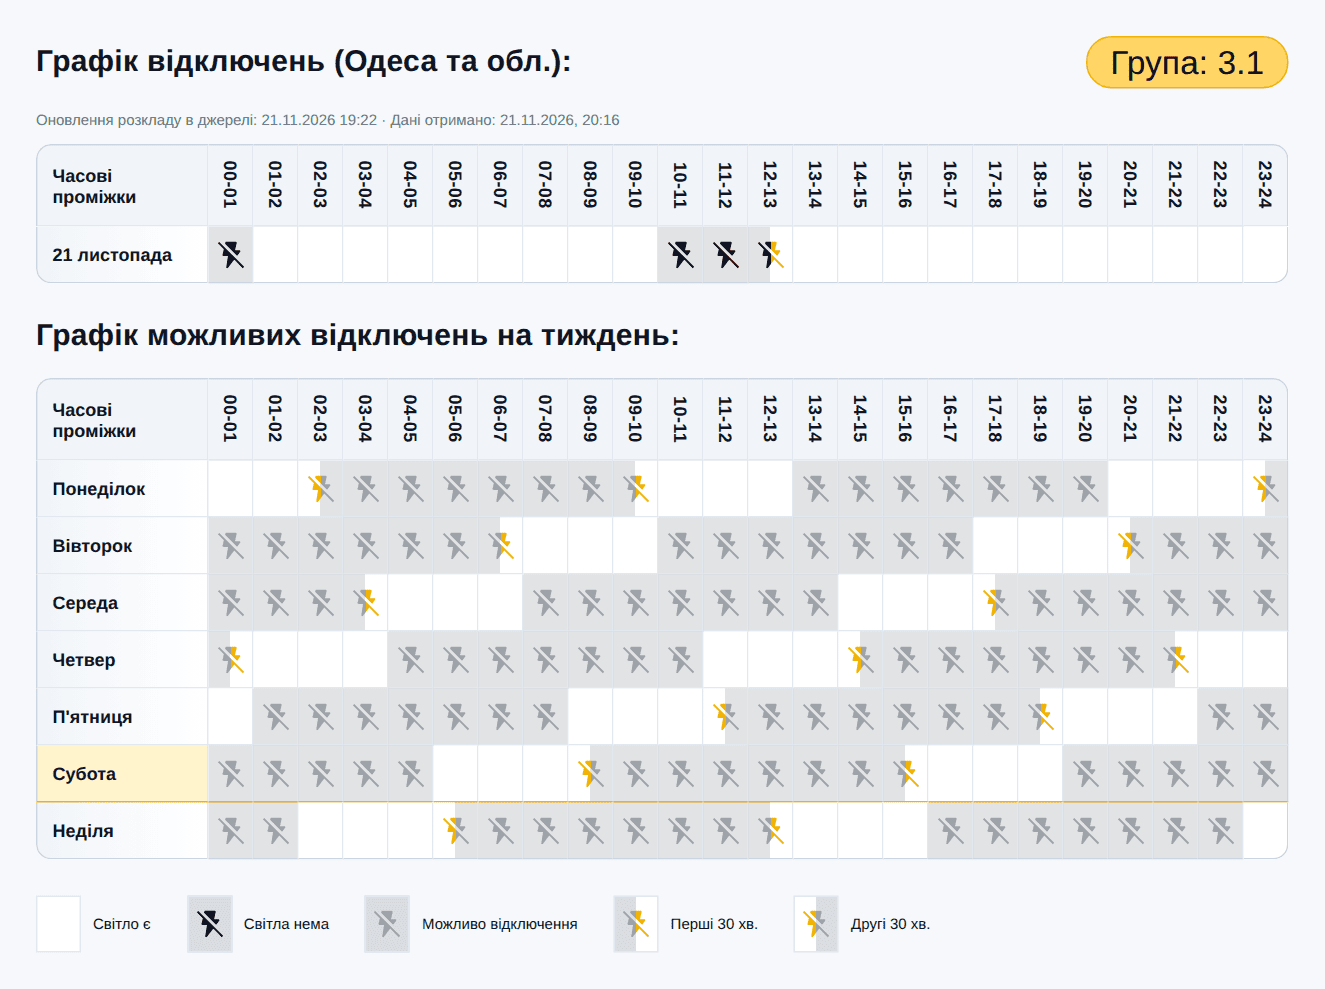 Графік відключень (Одеса та обл.):
Група: 3.1
Оновлення розкладу в джерелі: 21.11.2026 19:22 · Дані отримано: 21.11.2026, 20:16
Часові проміжки 00-01 01-02 02-03 03-04 04-05 05-06 06-07 07-08 08-09 09-10 10-11 11-12 12-13 13-14 14-15 15-16 16-17 17-18 18-19 19-20 20-21 21-22 22-23 23-24
21 листопада
Графік можливих відключень на тиждень:
Часові проміжки 00-01 01-02 02-03 03-04 04-05 05-06 06-07 07-08 08-09 09-10 10-11 11-12 12-13 13-14 14-15 15-16 16-17 17-18 18-19 19-20 20-21 21-22 22-23 23-24
Понеділок
Вівторок
Середа
Четвер
П'ятниця
Субота
Неділя
Світло є Світла нема Можливо відключення Перші 30 хв. Другі 30 хв.